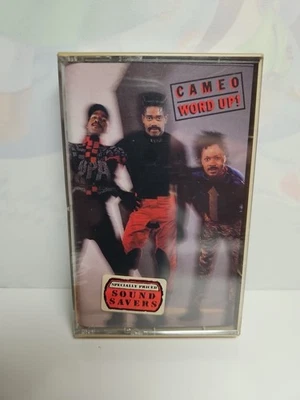 CAMEO
WORD UP!
SPECIALLY PRICED
SOUND
SAVERS